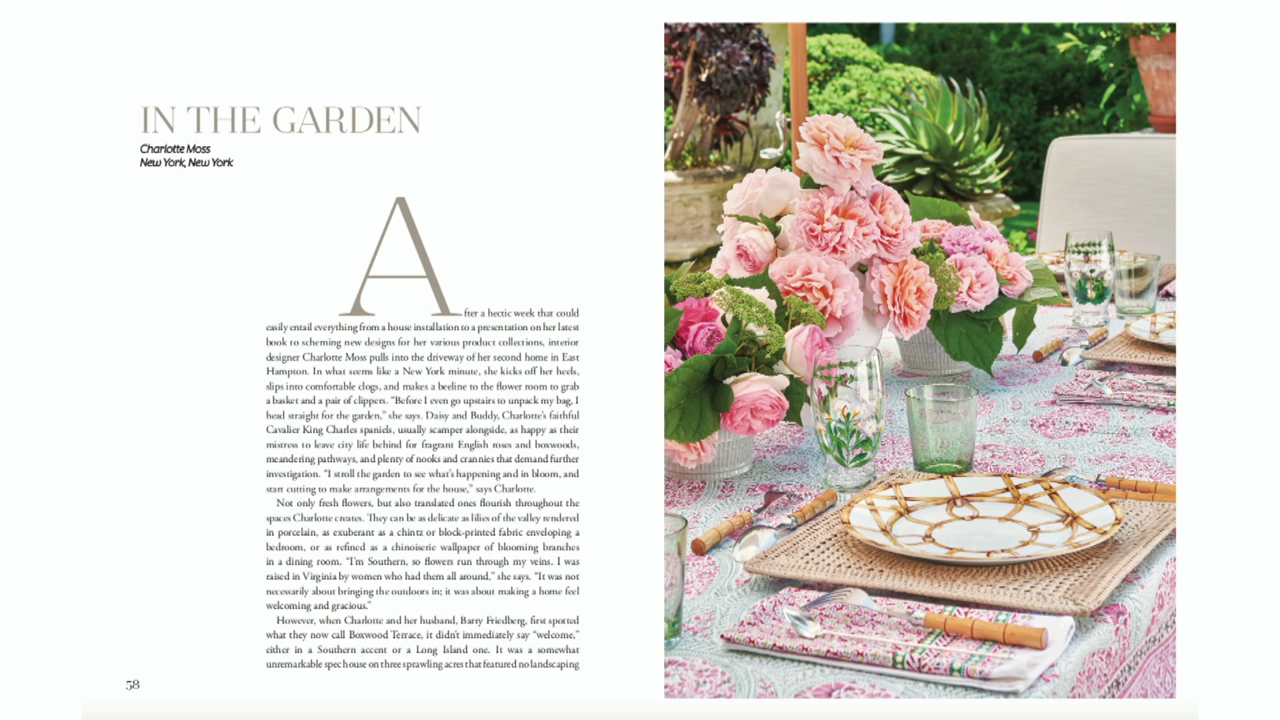 IN THE GARDEN
Charlotte Moss
New York, New York
After a hectic week that could
easily entail everything from a house installation to a presentation on her latest
book to scheming new designs for her various product collections, interior
designer Charlotte Moss pulls into the driveway of her second home in East
Hampton. In what seems like a New York minute, she kicks off her heels,
slips into comfortable clogs, and makes a beeline to the flower room to grab
a basket and a pair of clippers. “Before I even go upstairs to unpack my bag, I
head straight for the garden,” she says. Daisy and Buddy, Charlotte’s faithful
Cavalier King Charles spaniels, usually scamper alongside, as happy as their
mistress to leave city life behind for fragrant English roses and boxwoods,
meandering pathways, and plenty of nooks and crannies that demand further
investigation. “I stroll the garden to see what’s happening and in bloom, and
start cutting to make arrangements for the house,” says Charlotte.
Not only fresh flowers, but also translated ones flourish throughout the
spaces Charlotte creates. They can be as delicate as lilies of the valley rendered
in porcelain, as exuberant as a chintz or block-printed fabric enveloping a
bedroom, or as refined as a chinoiserie wallpaper of blooming branches
in a dining room. “I’m Southern, so flowers run through my veins. I was
raised in Virginia by women who had them all around,” she says. “It was not
necessarily about bringing the outdoors in; it was about making a home feel
welcoming and gracious.”
However, when Charlotte and her husband, Barry Friedberg, first spotted
what they now call Boxwood Terrace, it didn’t immediately say “welcome,”
either in a Southern accent or a Long Island one. It was a somewhat
unremarkable spec house on three sprawling acres that featured no landscaping
58